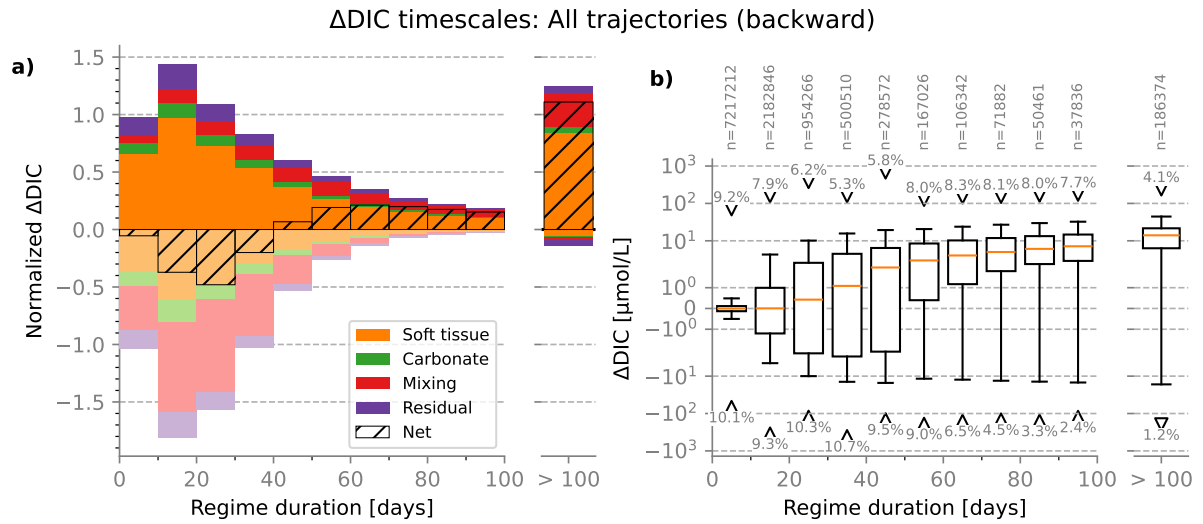 ΔDIC timescales: All trajectories (backward)
a)
1.5
1.0
0.5
0.0
−0.5
−1.0
−1.5
Normalized ΔDIC
0
20
40
60
80
100
> 100
Regime duration [days]
Soft tissue
Carbonate
Mixing
Residual
Net
b)
n=7217212
n=2182846
n=954266
n=500510
n=278572
n=167026
n=106342
n=71882
n=50461
n=37836
n=186374
10³
10²
10¹
10⁰
0
−10⁰
−10¹
−10²
−10³
ΔDIC [μmol/L]
9.2%
7.9%
6.2%
5.3%
5.8%
8.0%
8.3%
8.1%
8.0%
7.7%
4.1%
10.1%
9.3%
10.3%
10.7%
9.5%
9.0%
6.5%
4.5%
3.3%
2.4%
1.2%
0
20
40
60
80
100
> 100
Regime duration [days]